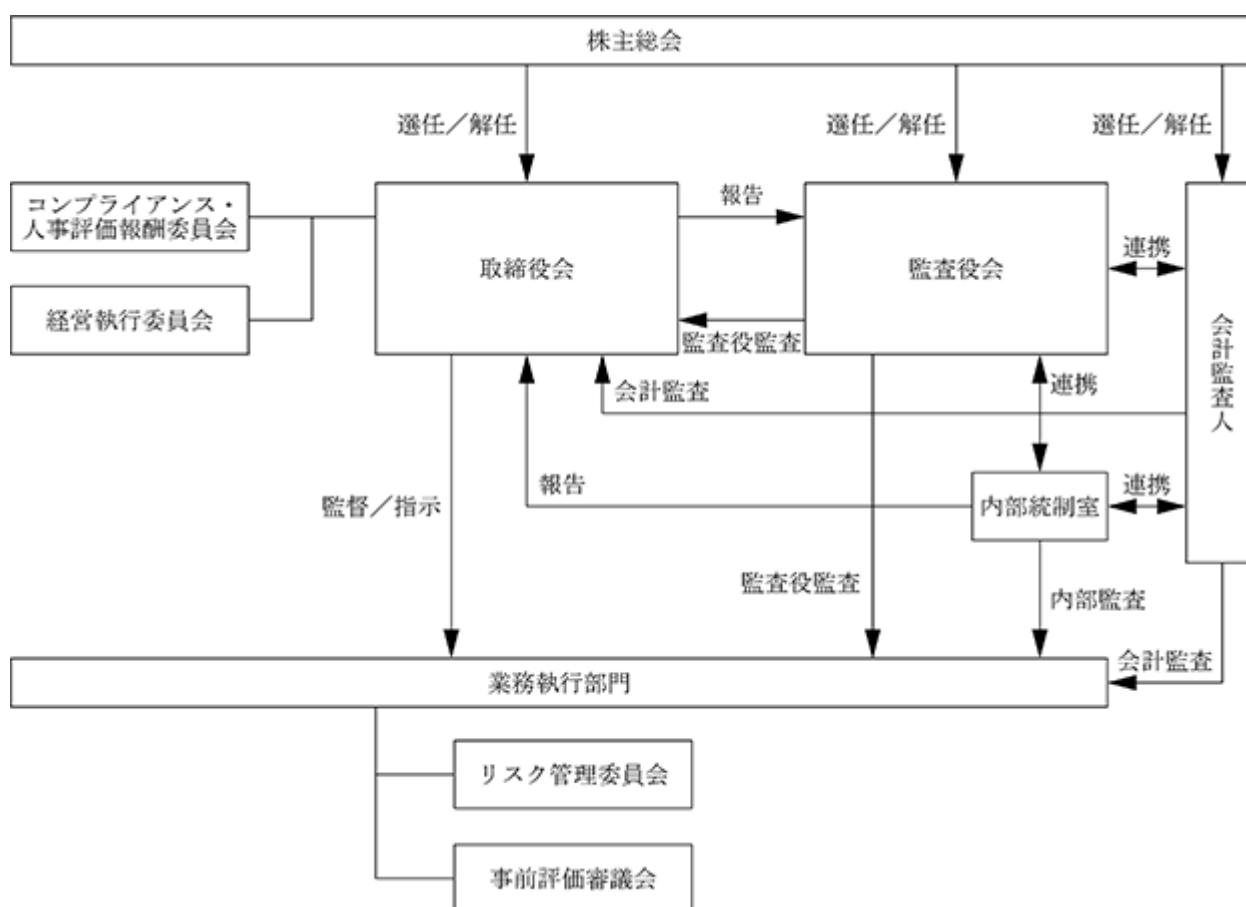 株主総会
選任／解任
選任／解任
選任／解任
コンプライアンス・
人事評価報酬委員会
経営執行委員会
取締役会
報告
監査役会
連携
監査役監査
会計監査人
会計監査
連携
報告
内部統制室
連携
監督／指示
監査役監査
内部監査
会計監査
業務執行部門
リスク管理委員会
事前評価審議会